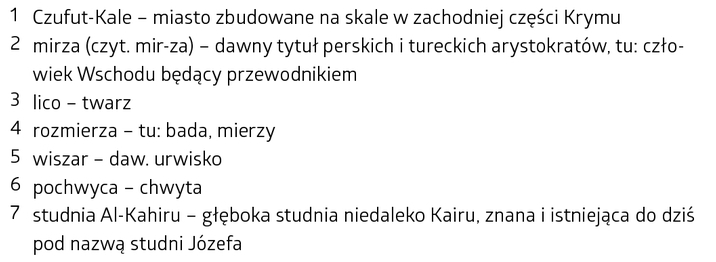 1 Czufut-Kale – miasto zbudowane na skale w zachodniej części Krymu
2 mirza (czyt. mir-za) – dawny tytuł perskich i tureckich arystokratów, tu: czło-
wiek Wschodu będący przewodnikiem
3 lico – twarz
4 rozmierza – tu: bada, mierzy
5 wiszar – daw. urwisko
6 pochwyca – chwyta
7 studnia Al-Kahiru – głęboka studnia niedaleko Kairu, znana i istniejąca do dziś
pod nazwą studni Józefa